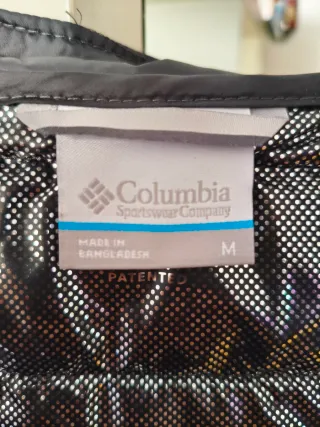 Columbia
Sportswear Company
MADE IN
BANGLADESH
M
PATENTED